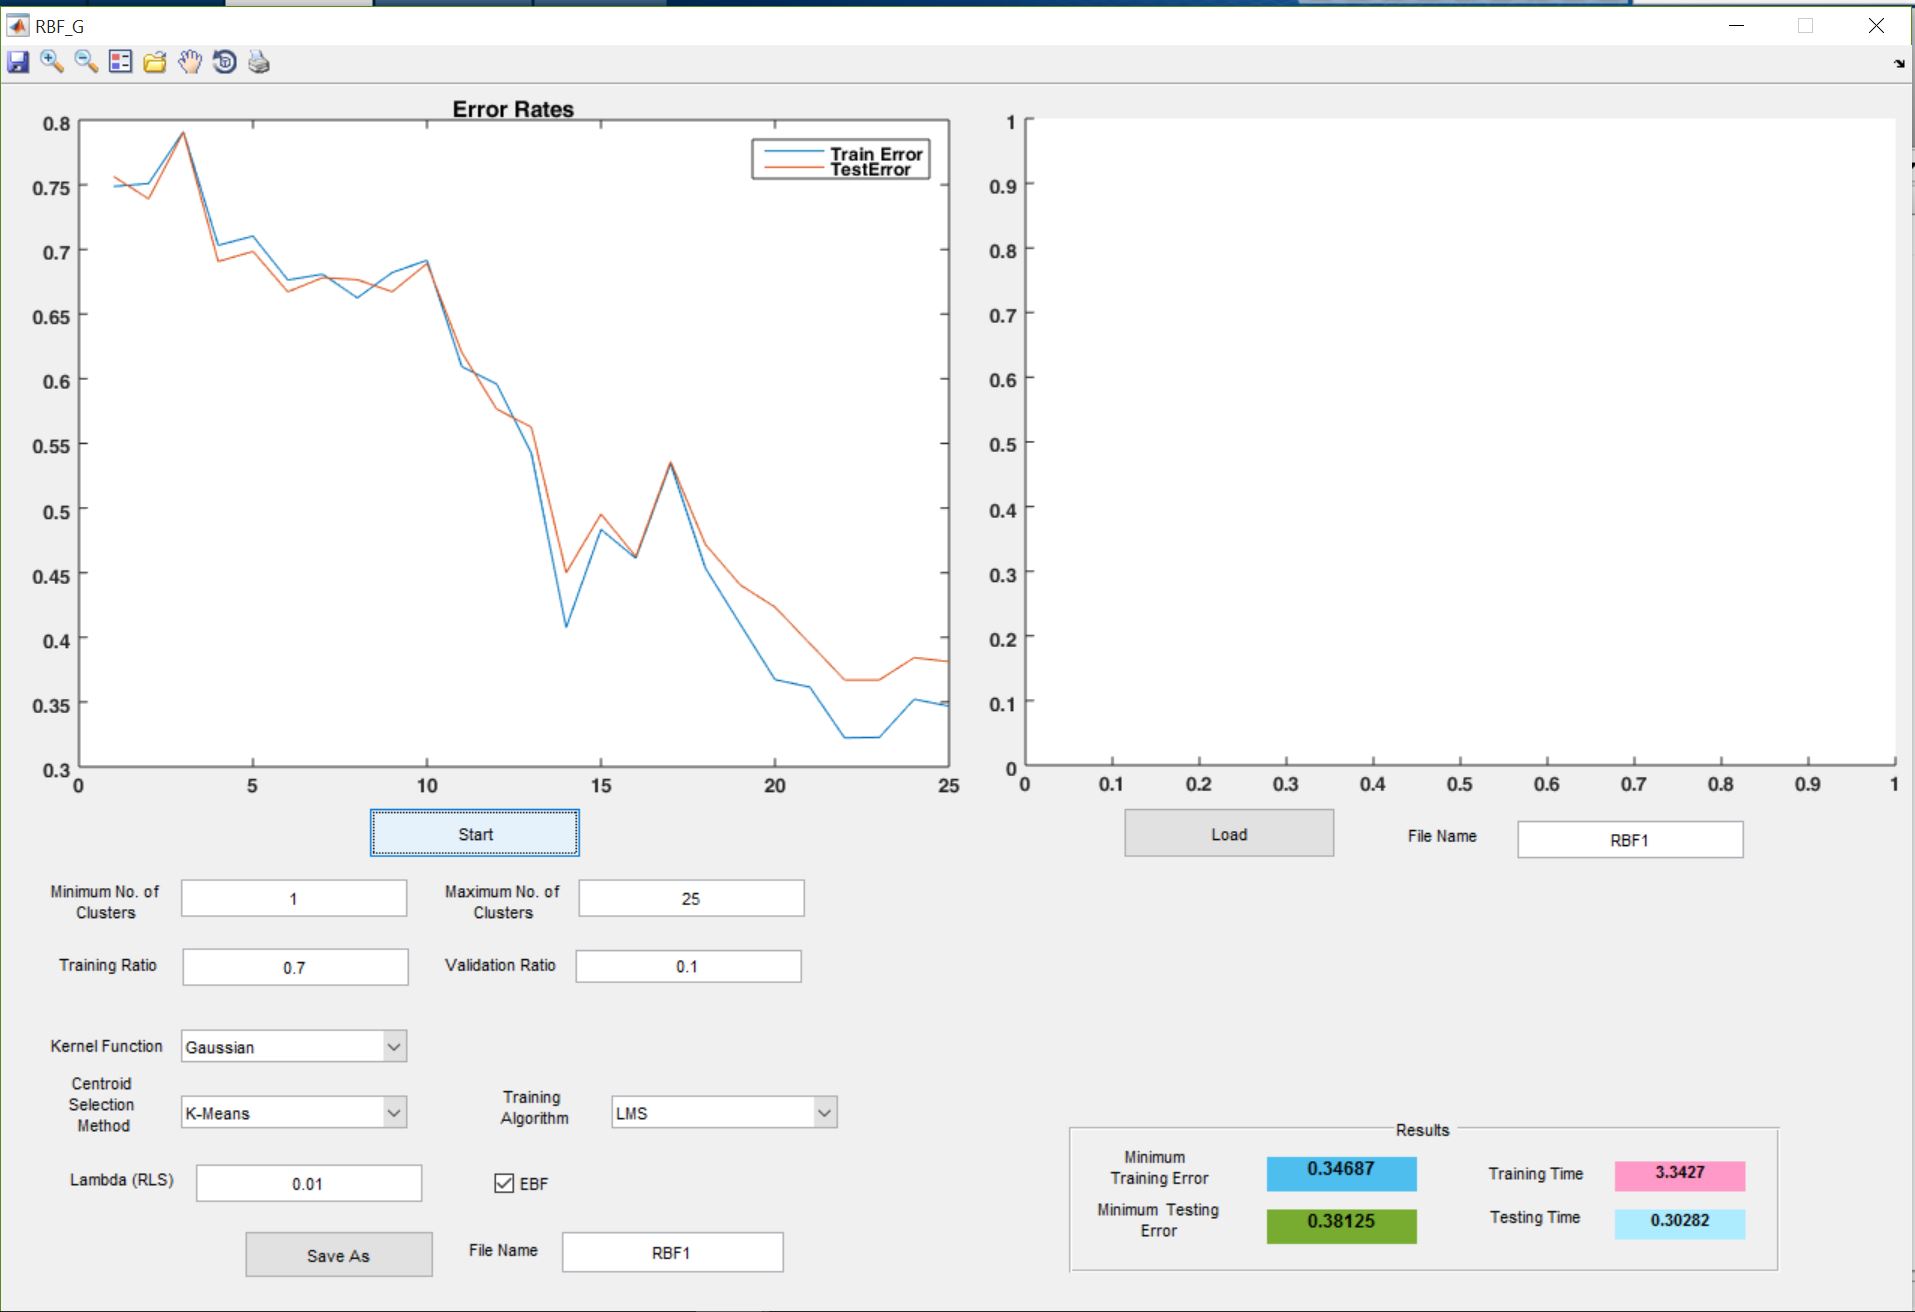 RBF_G
Error Rates
0.8
0.75
0.7
0.65
0.6
0.55
0.5
0.45
0.4
0.35
0.3
0 5 10 15 20 25
Train Error
TestError
1
0.9
0.8
0.7
0.6
0.5
0.4
0.3
0.2
0.1
0
0 0.1 0.2 0.3 0.4 0.5 0.6 0.7 0.8 0.9 1
Start
Load
File Name
RBF1
Minimum No. of
Clusters
1
Maximum No. of
Clusters
25
Training Ratio
0.7
Validation Ratio
0.1
Kernel Function
Gaussian
Centroid
Selection
Method
K-Means
Training
Algorithm
LMS
Lambda (RLS)
0.01
EBF
Save As
File Name
RBF1
Results
Minimum
Training Error
0.34687
Training Time
3.3427
Minimum Testing
Error
0.38125
Testing Time
0.30282